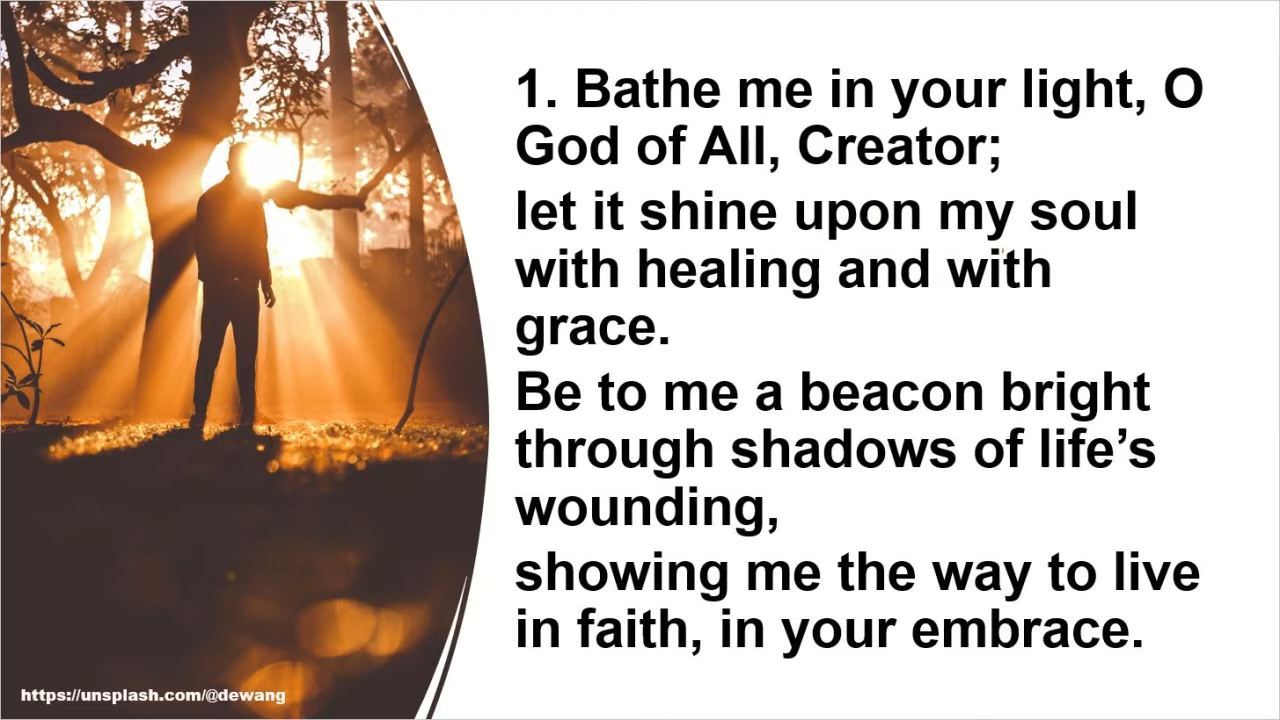 1. Bathe me in your light, O
God of All, Creator;
let it shine upon my soul
with healing and with
grace.
Be to me a beacon bright
through shadows of life’s
wounding,
showing me the way to live
in faith, in your embrace.
https://unsplash.com/@dewang